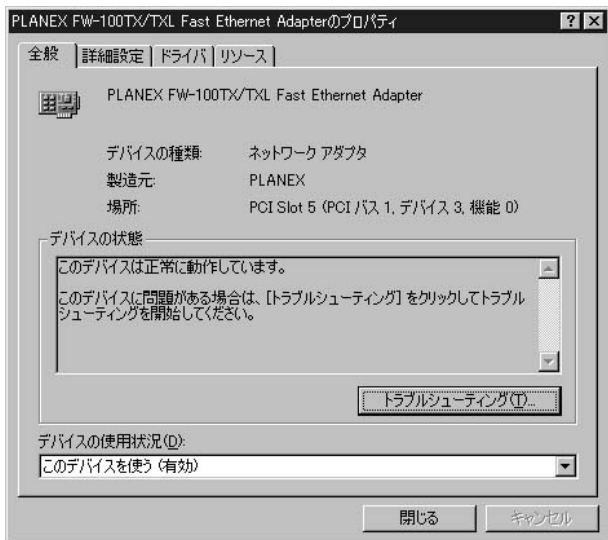 PLANEX FW-100TX/TXL Fast Ethernet Adapterのプロパティ
全般 詳細設定 ドライバ リソース
PLANEX FW-100TX/TXL Fast Ethernet Adapter
デバイスの種類: ネットワーク アダプタ
製造元: PLANEX
場所: PCI Slot 5 (PCI バス 1, デバイス 3, 機能 0)
デバイスの状態
このデバイスは正常に動作しています。
このデバイスに問題がある場合は、[トラブルシューティング] をクリックしてトラブル
シューティングを開始してください。
トラブルシューティング(T)...
デバイスの使用状況(D):
このデバイスを使う (有効)
閉じる キャンセル